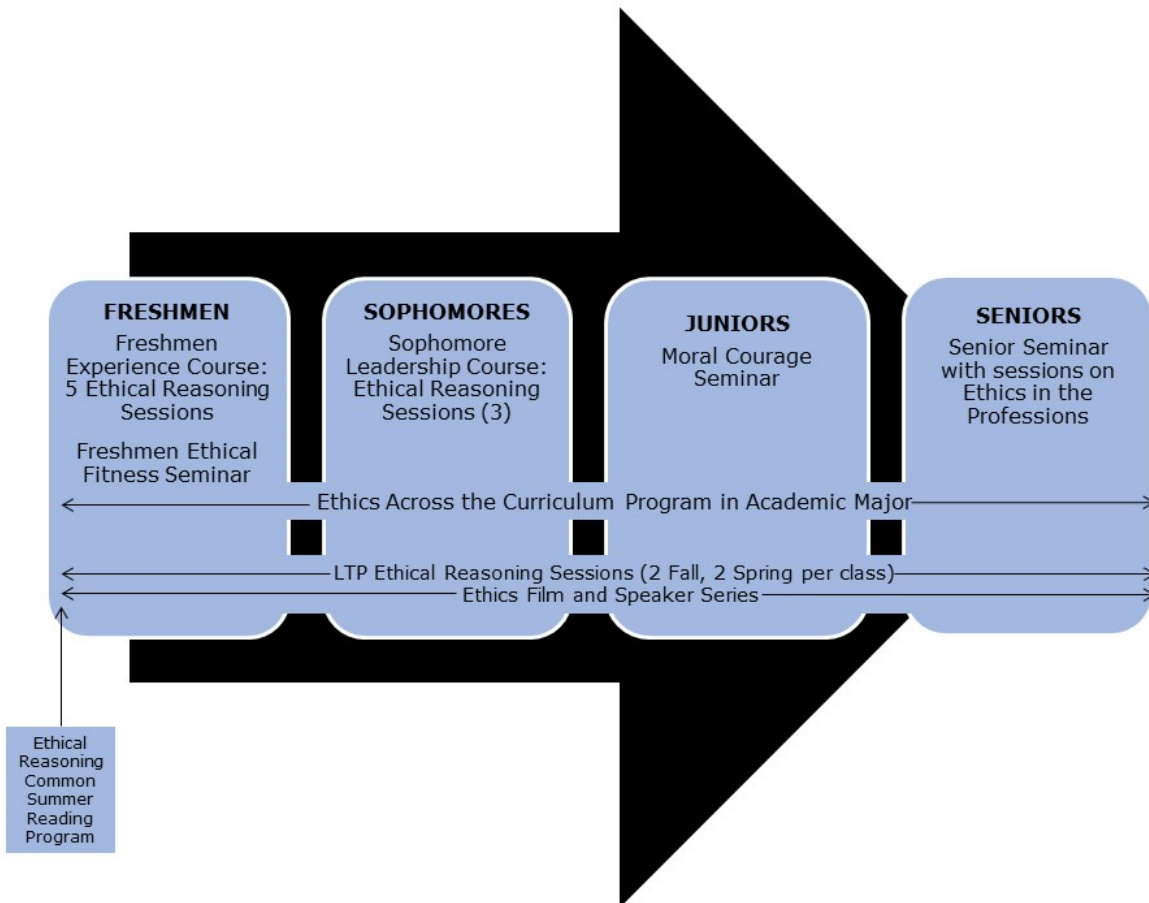 FRESHMEN
Freshmen
Experience Course:
5 Ethical Reasoning
Sessions
Freshmen Ethical
Fitness Seminar
SOPHOMORES
Sophomore
Leadership Course:
Ethical Reasoning
Sessions (3)
JUNIORS
Moral Courage
Seminar
SENIORS
Senior Seminar
with sessions on
Ethics in the
Professions
Ethics Across the Curriculum Program in Academic Major
LTP Ethical Reasoning Sessions (2 Fall, 2 Spring per class)
Ethics Film and Speaker Series
Ethical
Reasoning
Common
Summer
Reading
Program